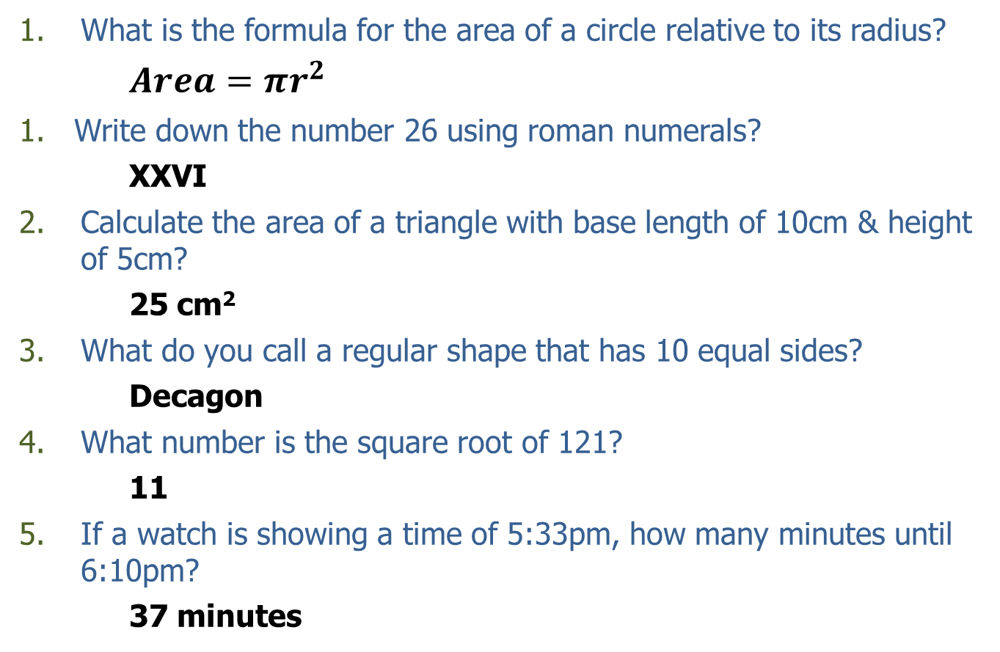 1. What is the formula for the area of a circle relative to its radius?
Area = πr²
1. Write down the number 26 using roman numerals?
XXVI
2. Calculate the area of a triangle with base length of 10cm & height
of 5cm?
25 cm²
3. What do you call a regular shape that has 10 equal sides?
Decagon
4. What number is the square root of 121?
11
5. If a watch is showing a time of 5:33pm, how many minutes until
6:10pm?
37 minutes